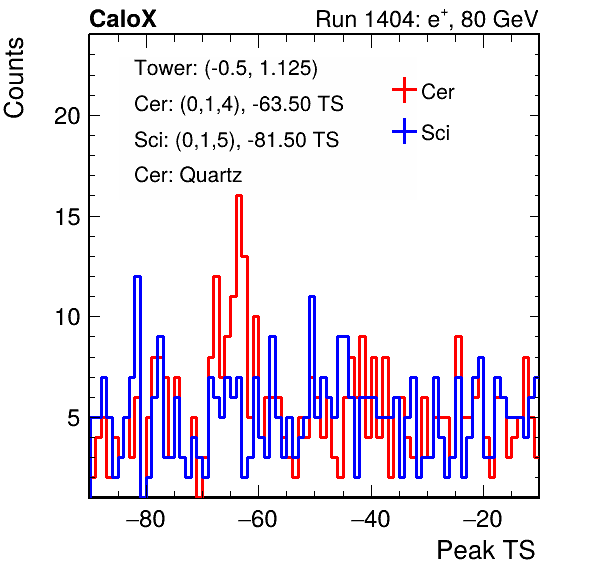 CaloX Run 1404: e⁺, 80 GeV
Counts
Tower: (-0.5, 1.125)
Cer: (0,1,4), -63.50 TS
Sci: (0,1,5), -81.50 TS
Cer: Quartz
Cer
Sci
20
15
10
5
−80 −60 −40 −20
Peak TS